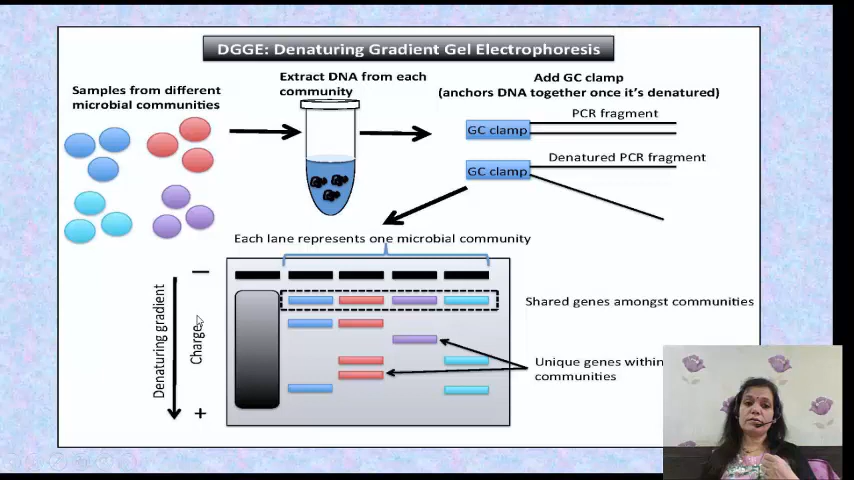 DGGE: Denaturing Gradient Gel Electrophoresis
Samples from different
microbial communities
Extract DNA from each
community
Add GC clamp
(anchors DNA together once it's denatured)
PCR fragment
GC clamp
Denatured PCR fragment
GC clamp
Each lane represents one microbial community
Denaturing gradient
—
Charge
+
Shared genes amongst communities
Unique genes within
communities